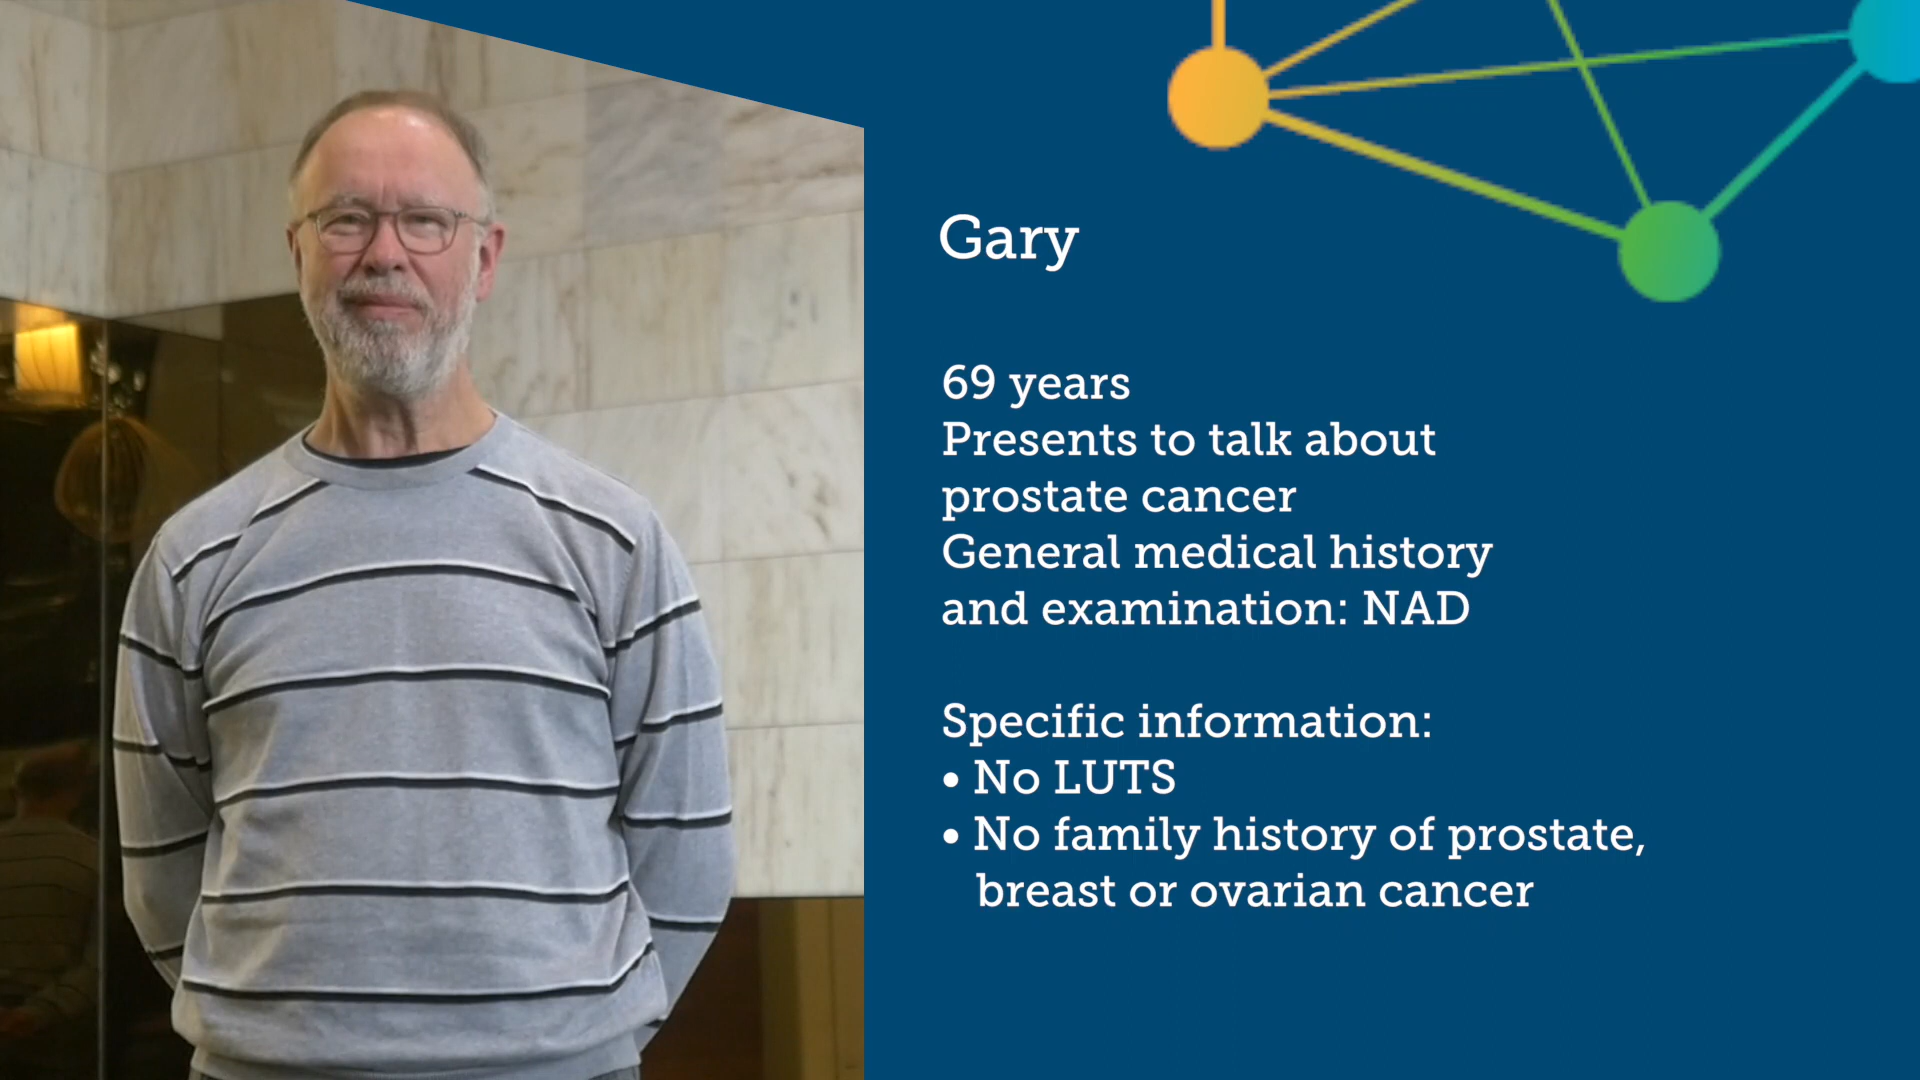 Gary
69 years
Presents to talk about
prostate cancer
General medical history
and examination: NAD
Specific information:
• No LUTS
• No family history of prostate,
breast or ovarian cancer